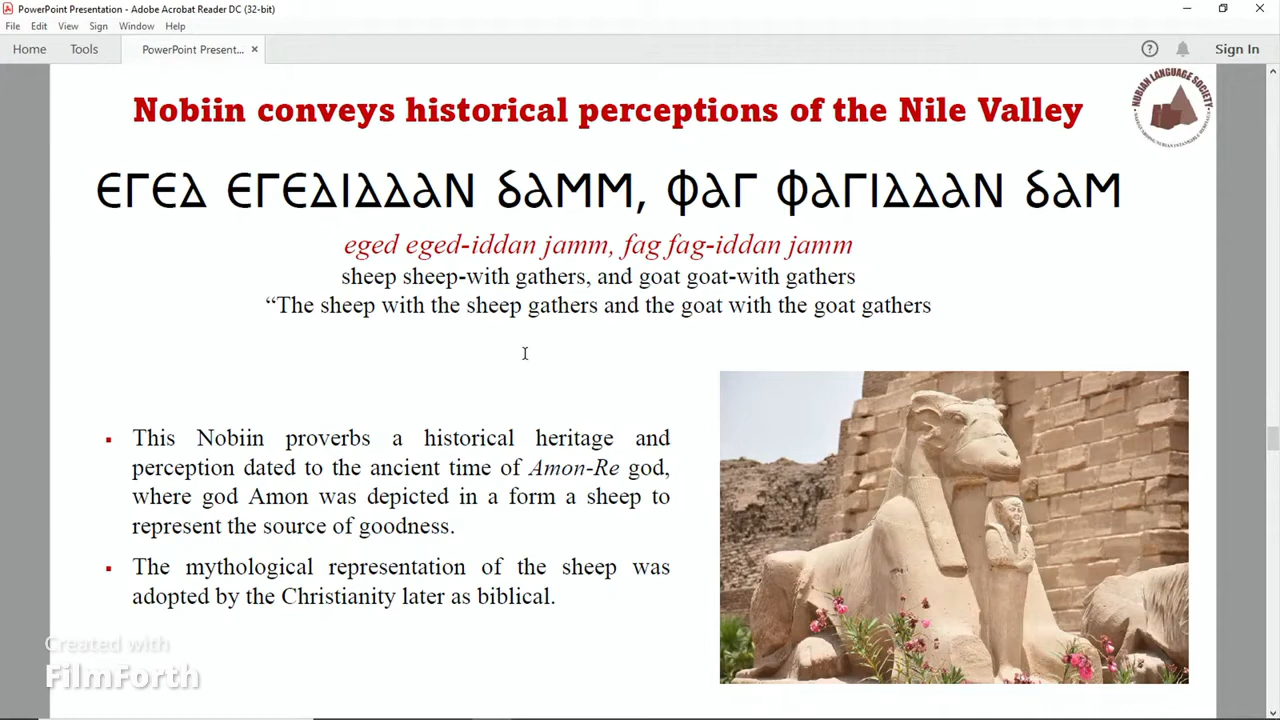 PowerPoint Presentation - Adobe Acrobat Reader DC (32-bit)
File Edit View Sign Window Help
Home Tools PowerPoint Present... × Sign In
Nobiin conveys historical perceptions of the Nile Valley
NUBIAN LANGUAGE SOCIETY
ⲉⲅⲉⲇ ⲉⲅⲉⲇⲓⲇⲇⲁⲛ ϭⲁⲙⲙ, ⲫⲁⲅ ⲫⲁⲅⲓⲇⲇⲁⲛ ϭⲁⲙ
eged eged-iddan jamm, fag fag-iddan jamm
sheep sheep-with gathers, and goat goat-with gathers
“The sheep with the sheep gathers and the goat with the goat gathers
This Nobiin proverbs a historical heritage and
perception dated to the ancient time of Amon-Re god,
where god Amon was depicted in a form a sheep to
represent the source of goodness.
The mythological representation of the sheep was
adopted by the Christianity later as biblical.
Created with
FilmForth